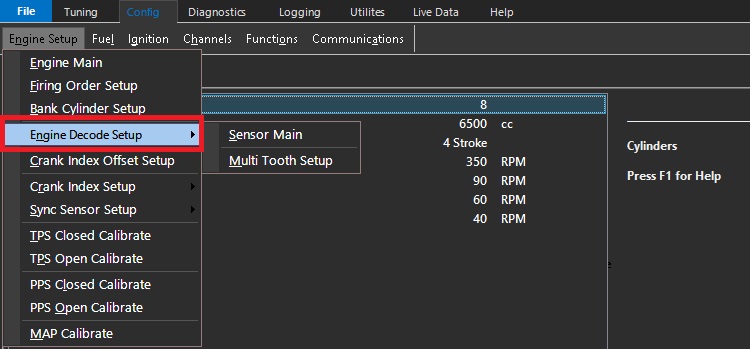 File Tuning Config Diagnostics Logging Utilites Live Data Help
Engine Setup Fuel Ignition Channels Functions Communications
Engine Main
Firing Order Setup
Bank Cylinder Setup
Engine Decode Setup
Crank Index Offset Setup
Crank Index Setup
Sync Sensor Setup
TPS Closed Calibrate
TPS Open Calibrate
PPS Closed Calibrate
PPS Open Calibrate
MAP Calibrate
Sensor Main
Multi Tooth Setup
8
6500 cc
4 Stroke
350 RPM
90 RPM
60 RPM
40 RPM
Cylinders
Press F1 for Help